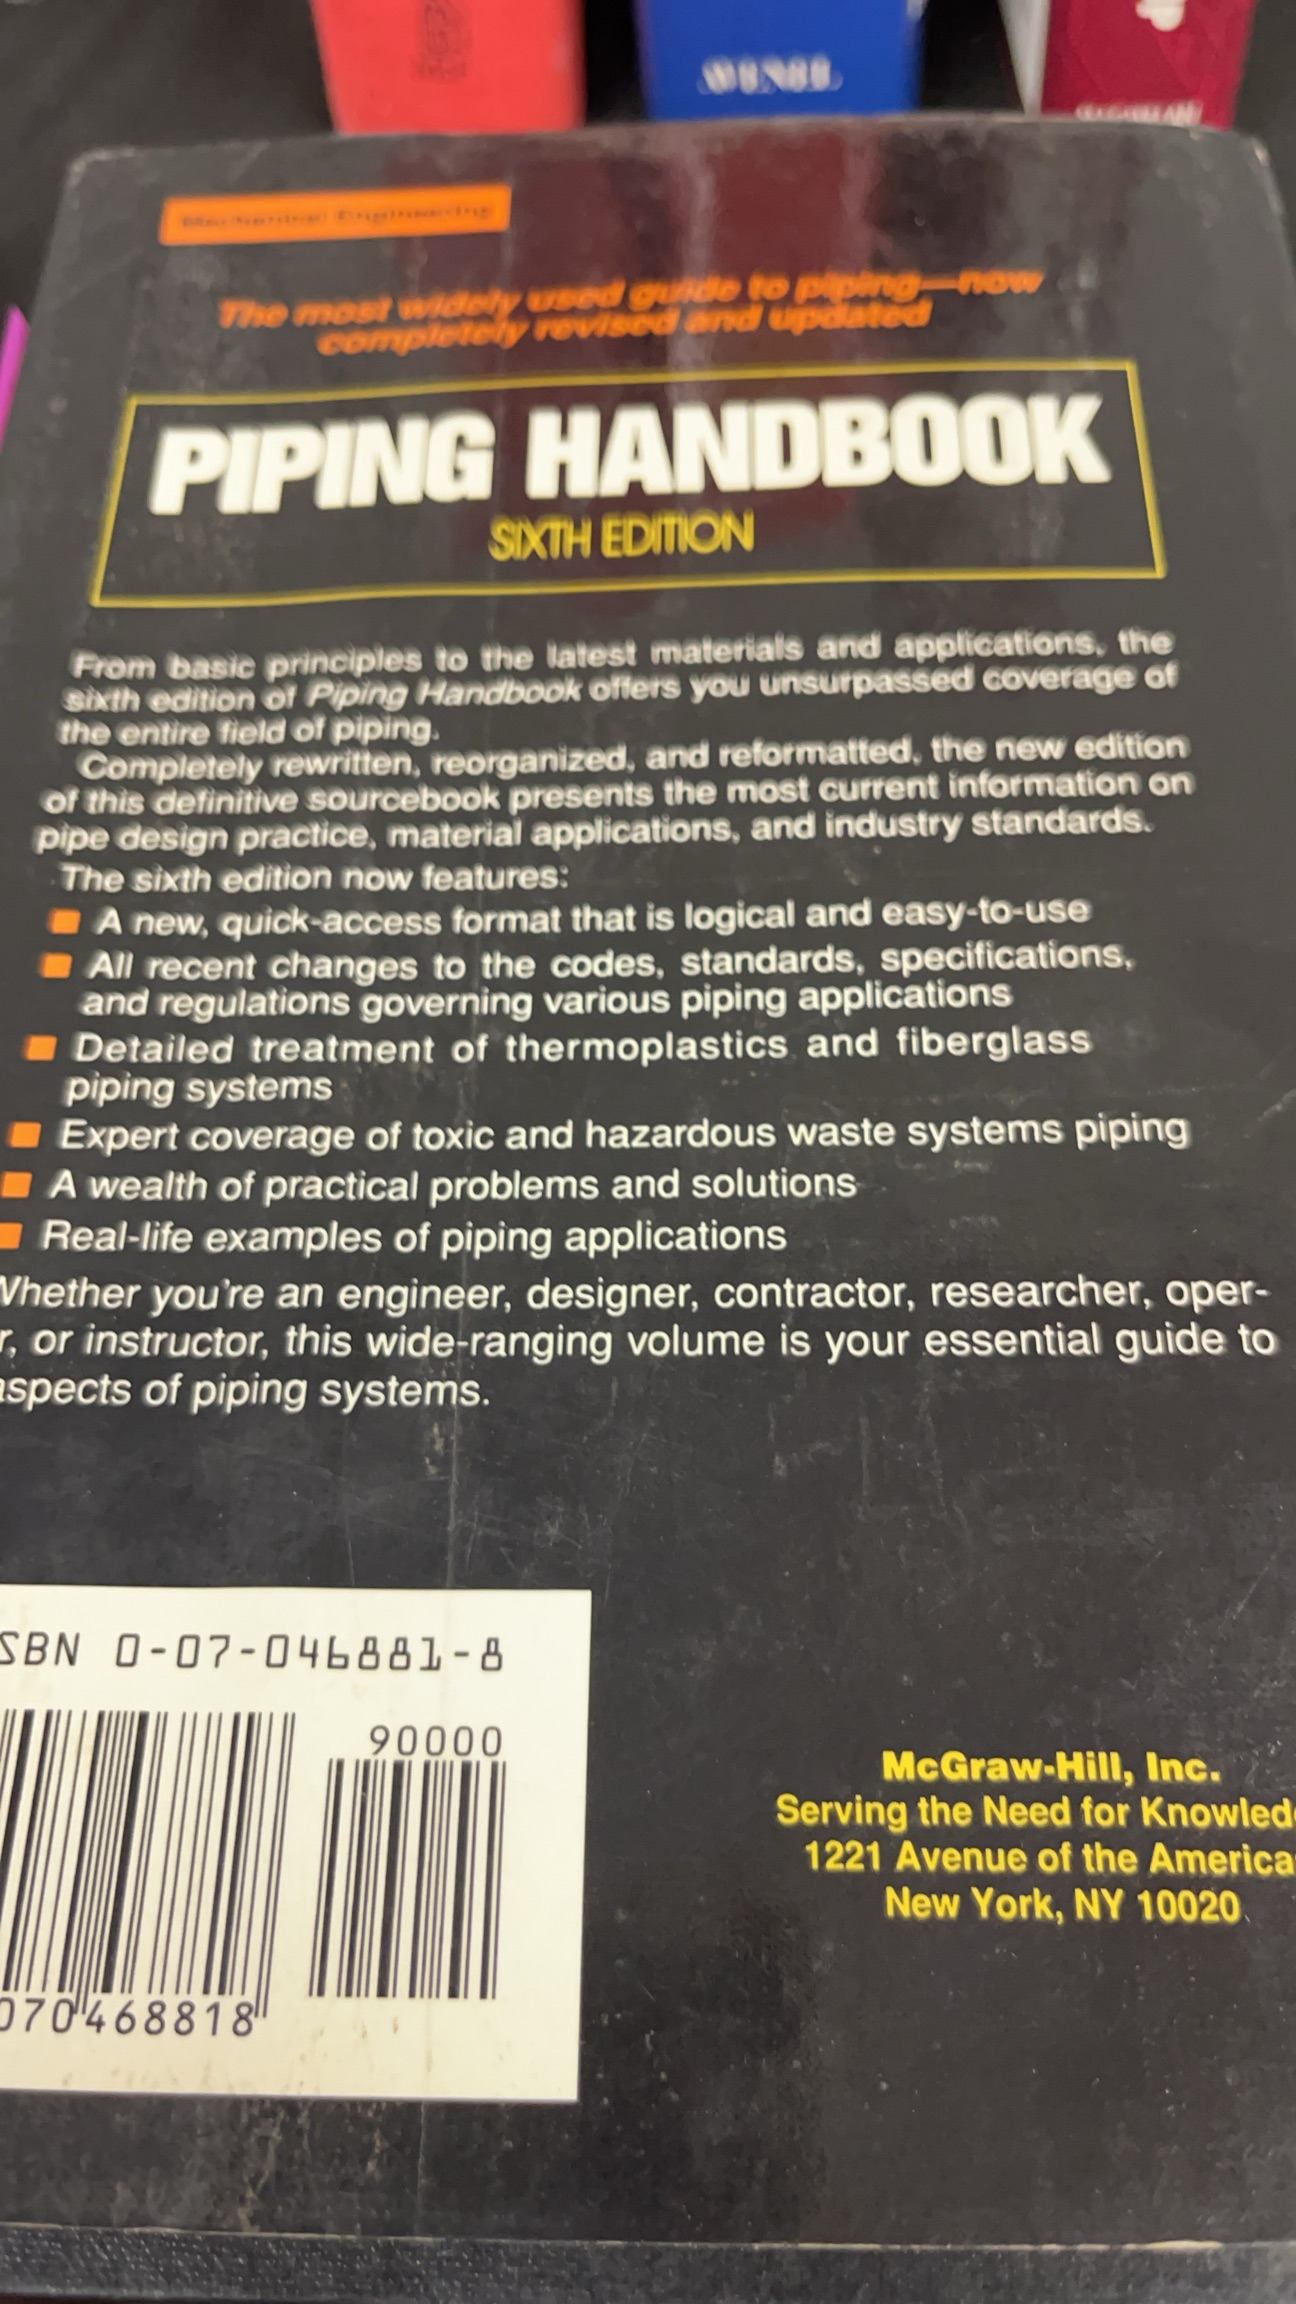 Mechanical Engineering
The most widely used guide to piping—now
completely revised and updated
PIPING HANDBOOK
SIXTH EDITION
From basic principles to the latest materials and applications, the
sixth edition of Piping Handbook offers you unsurpassed coverage of
the entire field of piping.
Completely rewritten, reorganized, and reformatted, the new edition
of this definitive sourcebook presents the most current information on
pipe design practice, material applications, and industry standards.
The sixth edition now features:
A new, quick-access format that is logical and easy-to-use
All recent changes to the codes, standards, specifications,
and regulations governing various piping applications
Detailed treatment of thermoplastics and fiberglass
piping systems
Expert coverage of toxic and hazardous waste systems piping
A wealth of practical problems and solutions
Real-life examples of piping applications
Whether you're an engineer, designer, contractor, researcher, oper-
r, or instructor, this wide-ranging volume is your essential guide to
aspects of piping systems.
SBN 0-07-046881-8
90000
070468818
McGraw-Hill, Inc.
Serving the Need for Knowled
1221 Avenue of the America
New York, NY 10020